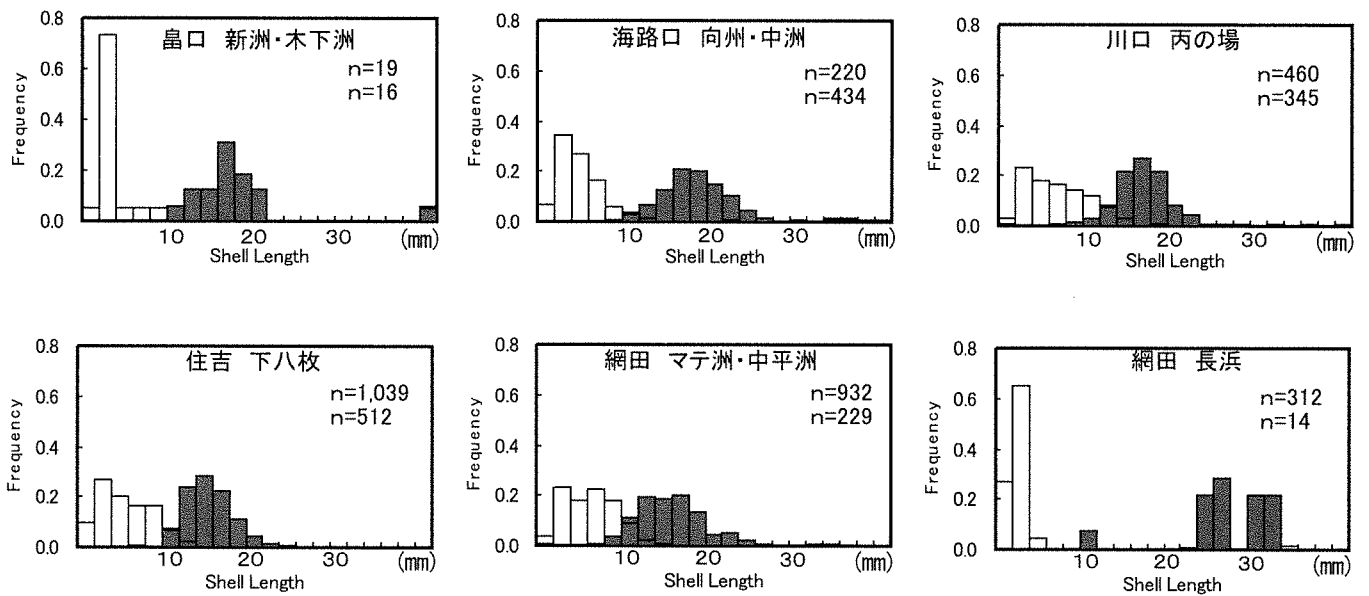 畠口 新洲・木下洲
n=19
n=16
Frequency
0.8
0.6
0.4
0.2
0.0
10 20 30 (mm)
Shell Length
海路口 向州・中洲
n=220
n=434
Frequency
0.8
0.6
0.4
0.2
0.0
10 20 30 (mm)
Shell Length
川口 丙の場
n=460
n=345
Frequency
0.8
0.6
0.4
0.2
0.0
10 20 30 (mm)
Shell Length
住吉 下八枚
n=1,039
n=512
Frequency
0.8
0.6
0.4
0.2
0.0
10 20 30 (mm)
Shell Length
網田 マテ洲・中平洲
n=932
n=229
Frequency
0.8
0.6
0.4
0.2
0.0
10 20 30 (mm)
Shell Length
網田 長浜
n=312
n=14
Frequency
0.8
0.6
0.4
0.2
0.0
10 20 30 (mm)
Shell Length